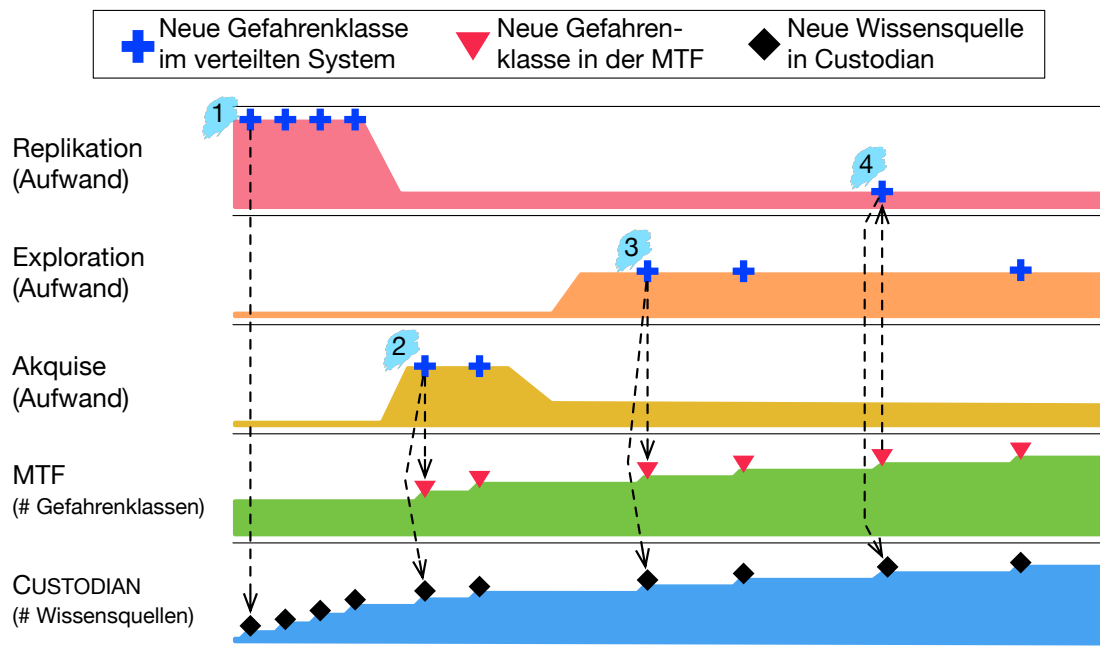 Neue Gefahrenklasse
im verteilten System
Neue Gefahren-
klasse in der MTF
Neue Wissensquelle
in Custodian
1
Replikation
(Aufwand)
4
Exploration
(Aufwand)
3
Akquise
(Aufwand)
2
MTF
(# Gefahrenklassen)
CUSTODIAN
(# Wissensquellen)